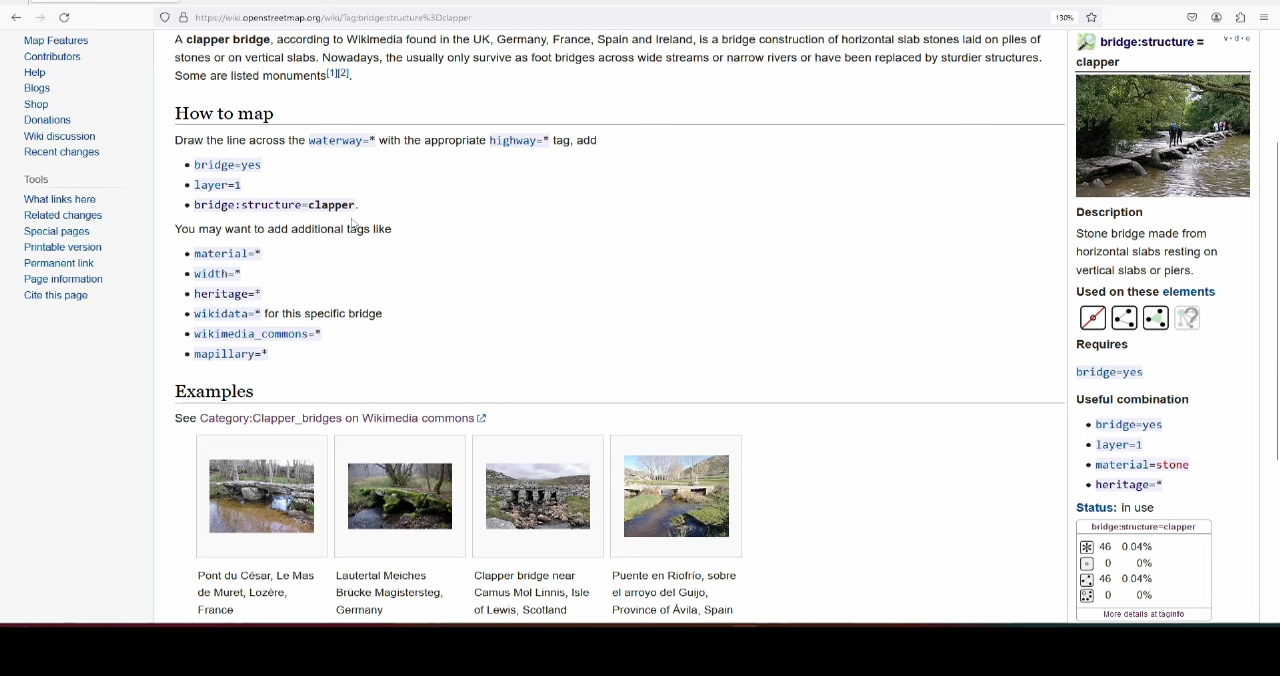 https://wiki.openstreetmap.org/wiki/Tag:bridge:structure%3Dclapper
130%
Map Features
Contributors
Help
Blogs
Shop
Donations
Wiki discussion
Recent changes
Tools
What links here
Related changes
Special pages
Printable version
Permanent link
Page information
Cite this page
A clapper bridge, according to Wikimedia found in the UK, Germany, France, Spain and Ireland, is a bridge construction of horizontal slab stones laid on piles of
stones or on vertical slabs. Nowadays, the usually only survive as foot bridges across wide streams or narrow rivers or have been replaced by sturdier structures.
Some are listed monuments[1][2].
How to map
Draw the line across the waterway=* with the appropriate highway=* tag, add
• bridge=yes
• layer=1
• bridge:structure=clapper.
You may want to add additional tags like
• material=*
• width=*
• heritage=*
• wikidata=* for this specific bridge
• wikimedia_commons=*
• mapillary=*
Examples
See Category:Clapper_bridges on Wikimedia commons
Pont du César, Le Mas
de Muret, Lozère,
France
Lautertal Meiches
Brücke Magistersteg,
Germany
Clapper bridge near
Camus Mol Linnis, Isle
of Lewis, Scotland
Puente en Riofrío, sobre
el arroyo del Guijo,
Province of Ávila, Spain
v · d · e
bridge:structure =
clapper
Description
Stone bridge made from
horizontal slabs resting on
vertical slabs or piers.
Used on these elements
Requires
bridge=yes
Useful combination
• bridge=yes
• layer=1
• material=stone
• heritage=*
Status: in use
bridge:structure=clapper
46 0.04%
0 0%
46 0.04%
0 0%
More details at taginfo